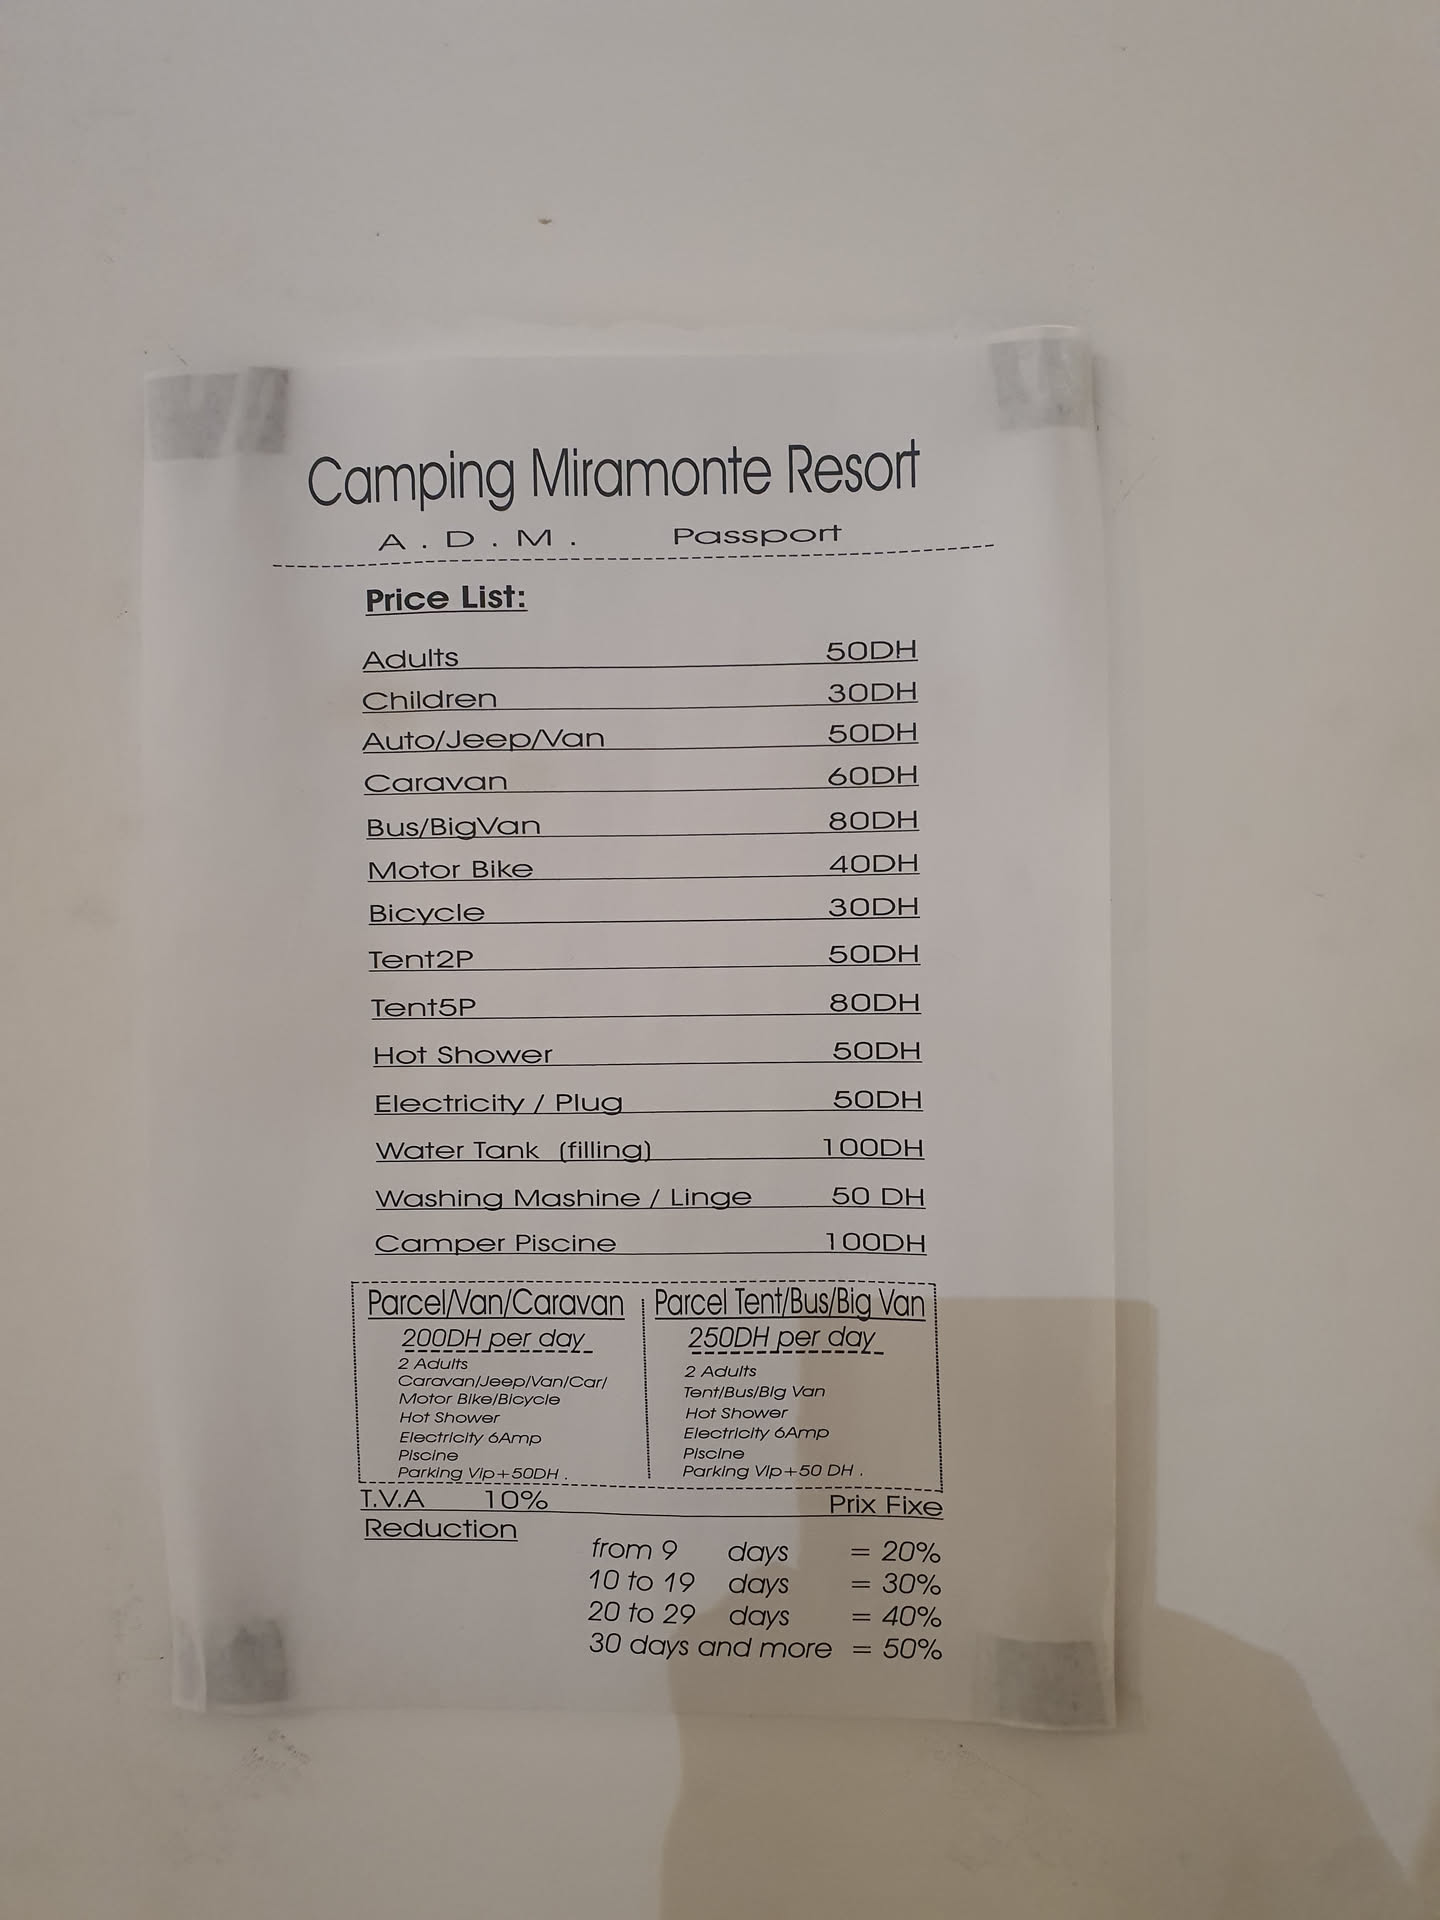 Camping Miramonte Resort
A . D . M . Passport
Price List:
Adults 50DH
Children 30DH
Auto/Jeep/Van 50DH
Caravan 60DH
Bus/BigVan 80DH
Motor Bike 40DH
Bicycle 30DH
Tent2P 50DH
Tent5P 80DH
Hot Shower 50DH
Electricity / Plug 50DH
Water Tank (filling) 100DH
Washing Mashine / Linge 50 DH
Camper Piscine 100DH
Parcel/Van/Caravan
200DH per day
2 Adults
Caravan/Jeep/Van/Car/
Motor Bike/Bicycle
Hot Shower
Electricity 6Amp
Piscine
Parking Vip+50DH .
Parcel Tent/Bus/Big Van
250DH per day
2 Adults
Tent/Bus/Big Van
Hot Shower
Electricity 6Amp
Piscine
Parking Vip+50 DH .
T.V.A 10% Prix Fixe
Reduction
from 9 days = 20%
10 to 19 days = 30%
20 to 29 days = 40%
30 days and more = 50%